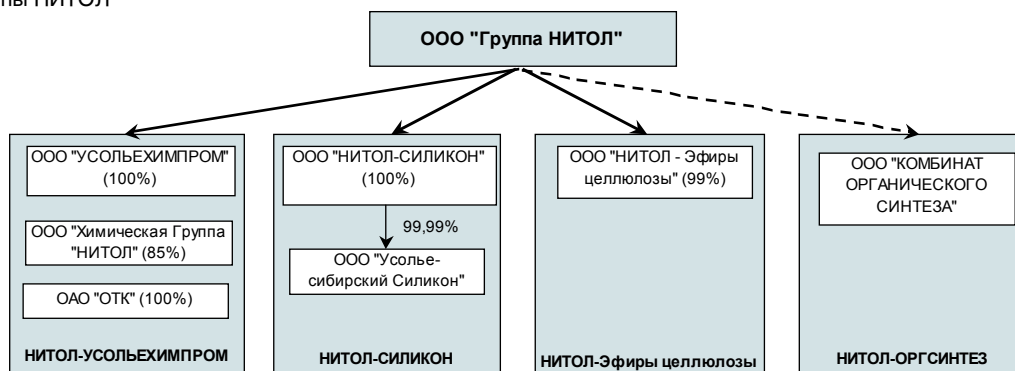 пы НИТОЛ
ООО "Группа НИТОЛ"
ООО "УСОЛЬЕХИМПРОМ"
(100%)
ООО "Химическая Группа
"НИТОЛ" (85%)
ОАО "ОТК" (100%)
НИТОЛ-УСОЛЬЕХИМПРОМ
ООО "НИТОЛ-СИЛИКОН"
(100%)
99,99%
ООО "Усолье-
сибирский Силикон"
НИТОЛ-СИЛИКОН
ООО "НИТОЛ - Эфиры
целлюлозы" (99%)
НИТОЛ-Эфиры целлюлозы
ООО "КОМБИНАТ
ОРГАНИЧЕСКОГО
СИНТЕЗА"
НИТОЛ-ОРГСИНТЕЗ